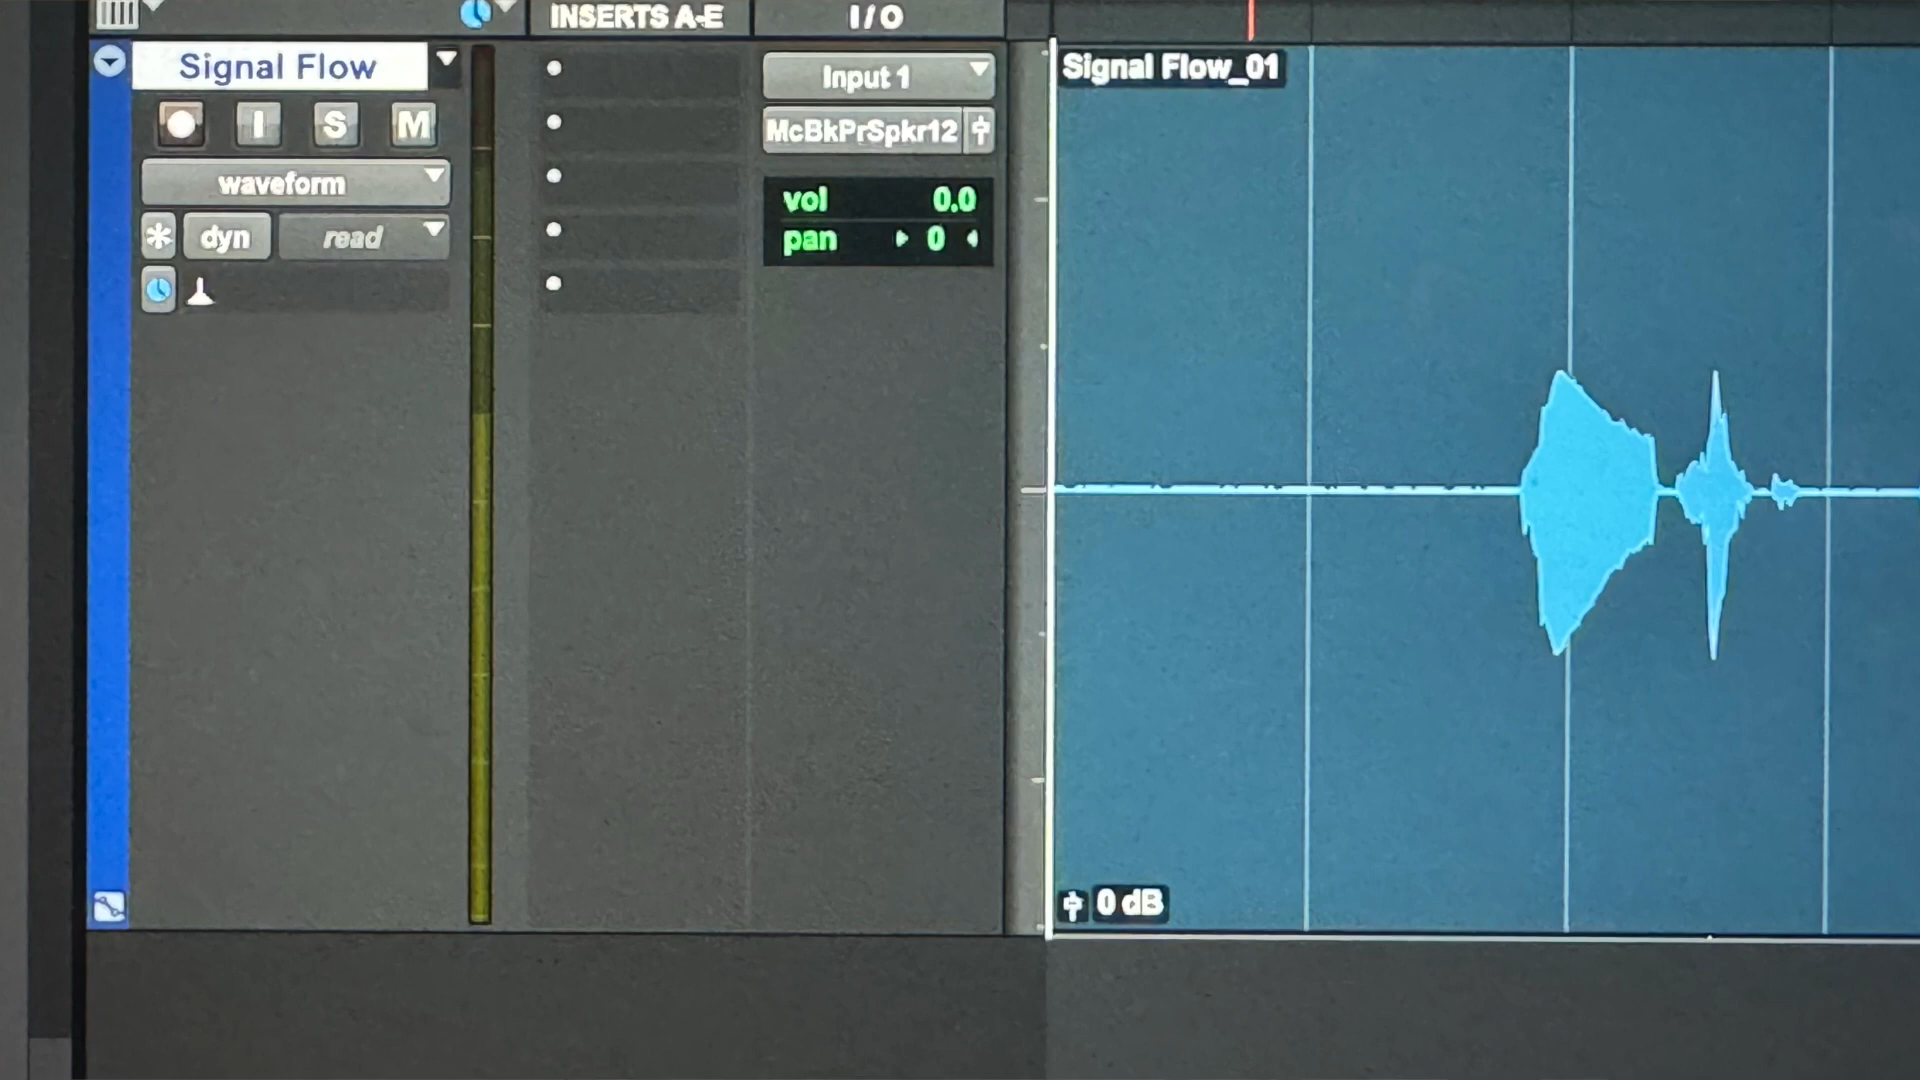 INSERTS A-E
I/O
Signal Flow
I
S
M
waveform
dyn
read
Input 1
McBkPrSpkr12
vol 0.0
pan 0
Signal Flow_01
0 dB